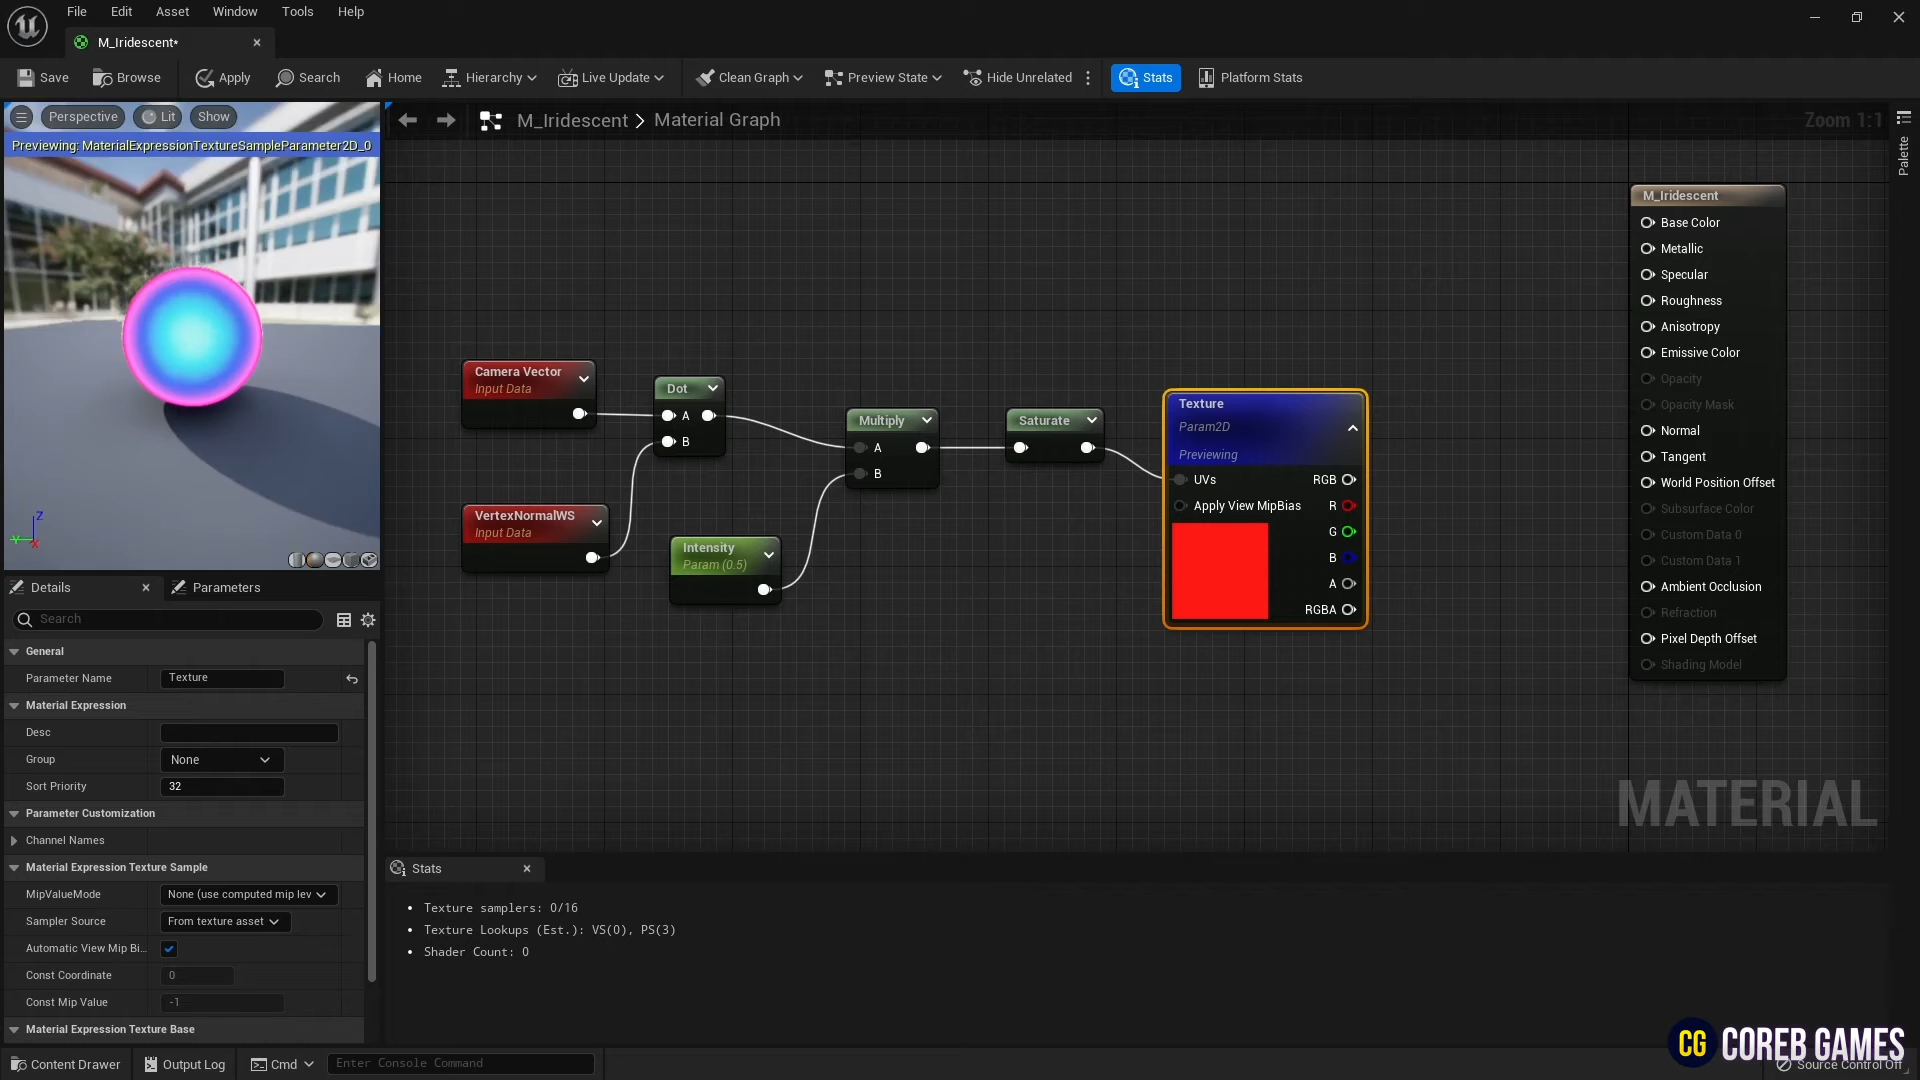 File Edit Asset Window Tools Help
M_Iridescent*
Save Browse Apply Search Home Hierarchy Live Update Clean Graph Preview State Hide Unrelated Stats Platform Stats
Perspective Lit Show
Previewing: MaterialExpressionTextureSampleParameter2D_0
M_Iridescent > Material Graph
Zoom 1:1
Palette
M_Iridescent
Base Color
Metallic
Specular
Roughness
Anisotropy
Emissive Color
Opacity
Opacity Mask
Normal
Tangent
World Position Offset
Subsurface Color
Custom Data 0
Custom Data 1
Ambient Occlusion
Refraction
Pixel Depth Offset
Shading Model
Camera Vector
Input Data
Dot
A
B
VertexNormalWS
Input Data
Multiply
A
B
Intensity
Param (0.5)
Saturate
Texture
Param2D
Previewing
UVs RGB
Apply View MipBias R
G
B
A
RGBA
MATERIAL
Z
Y
X
Details Parameters
Search
General
Parameter Name Texture
Material Expression
Desc
Group None
Sort Priority 32
Parameter Customization
Channel Names
Material Expression Texture Sample
MipValueMode None (use computed mip lev
Sampler Source From texture asset
Automatic View Mip Bi...
Const Coordinate 0
Const Mip Value -1
Material Expression Texture Base
Stats
• Texture samplers: 0/16
• Texture Lookups (Est.): VS(0), PS(3)
• Shader Count: 0
Content Drawer Output Log Cmd Enter Console Command
CG COREB GAMES
Source Control Off